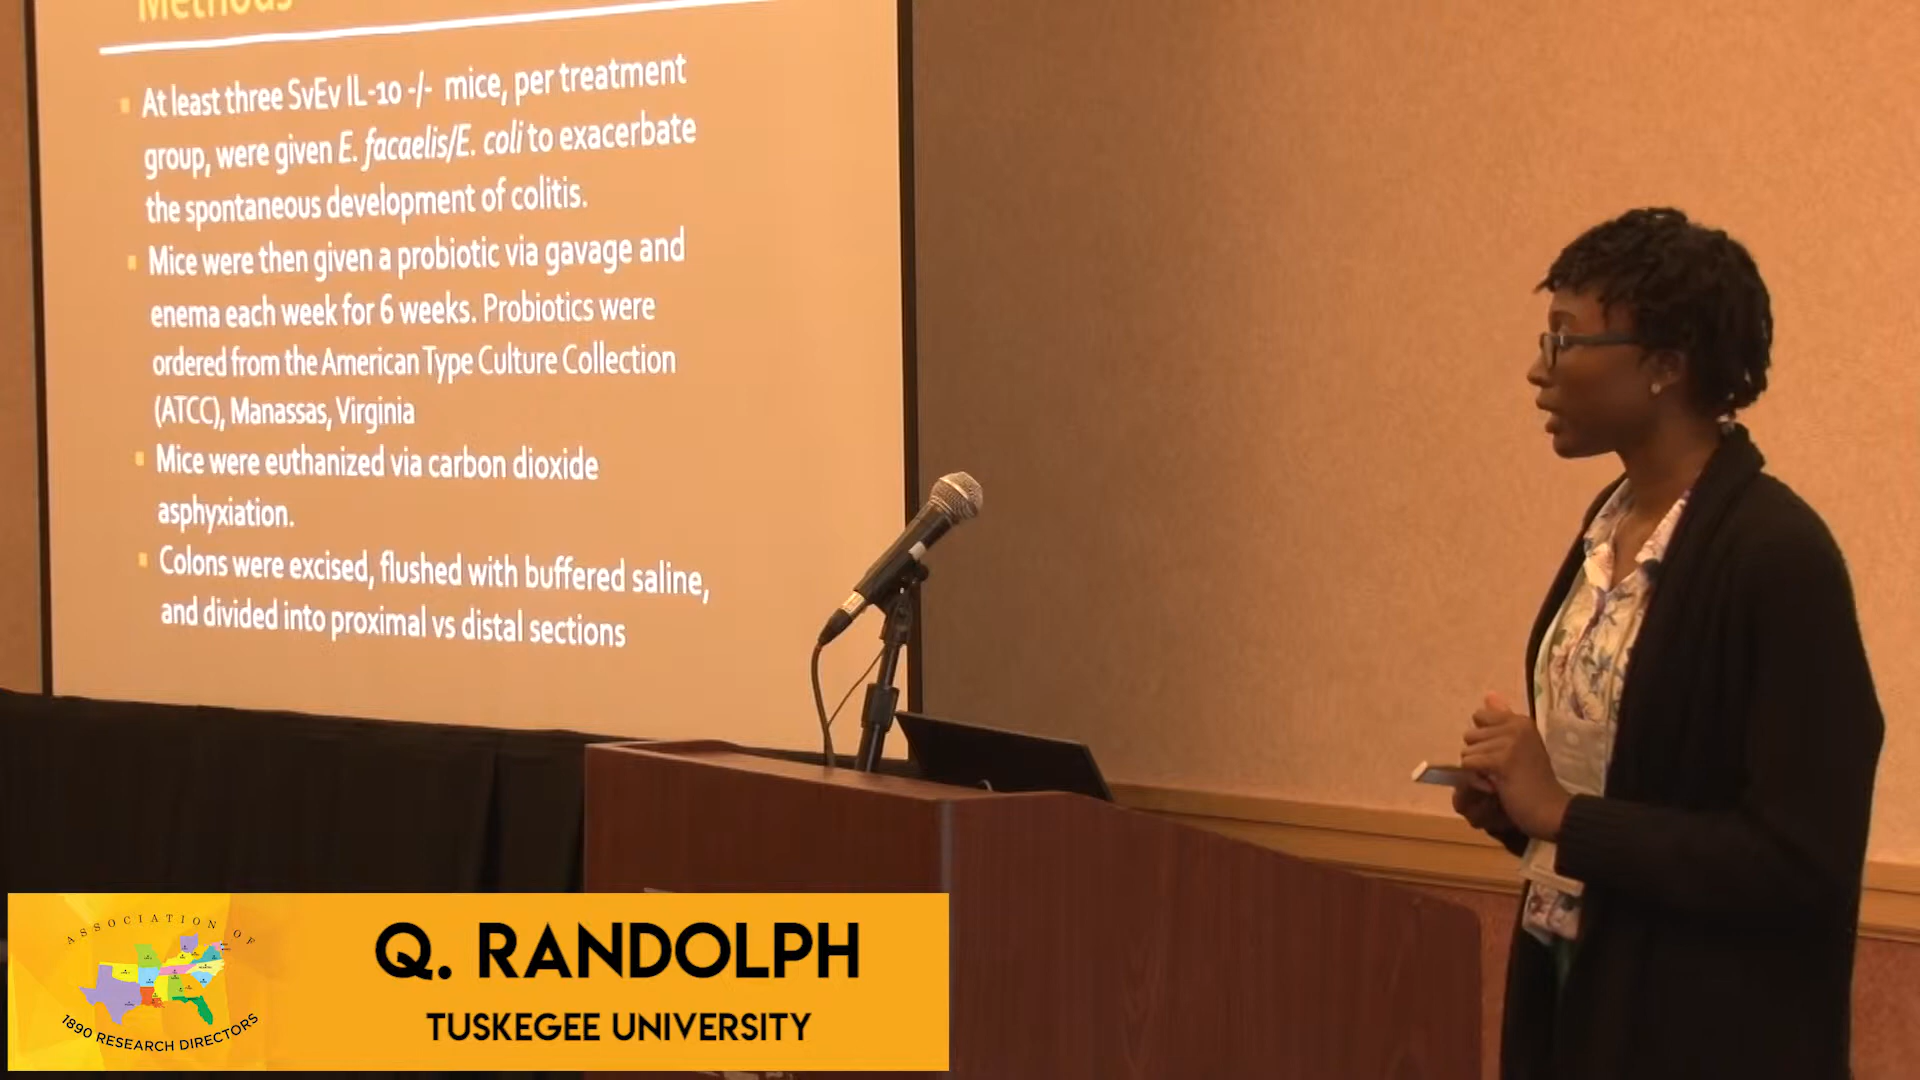 Methods
At least three SvEv IL-10 -/- mice, per treatment
group, were given E. facaelis/E. coli to exacerbate
the spontaneous development of colitis.
Mice were then given a probiotic via gavage and
enema each week for 6 weeks. Probiotics were
ordered from the American Type Culture Collection
(ATCC), Manassas, Virginia
Mice were euthanized via carbon dioxide
asphyxiation.
Colons were excised, flushed with buffered saline,
and divided into proximal vs distal sections
ASSOCIATION OF
1890 RESEARCH DIRECTORS
Q. RANDOLPH
TUSKEGEE UNIVERSITY